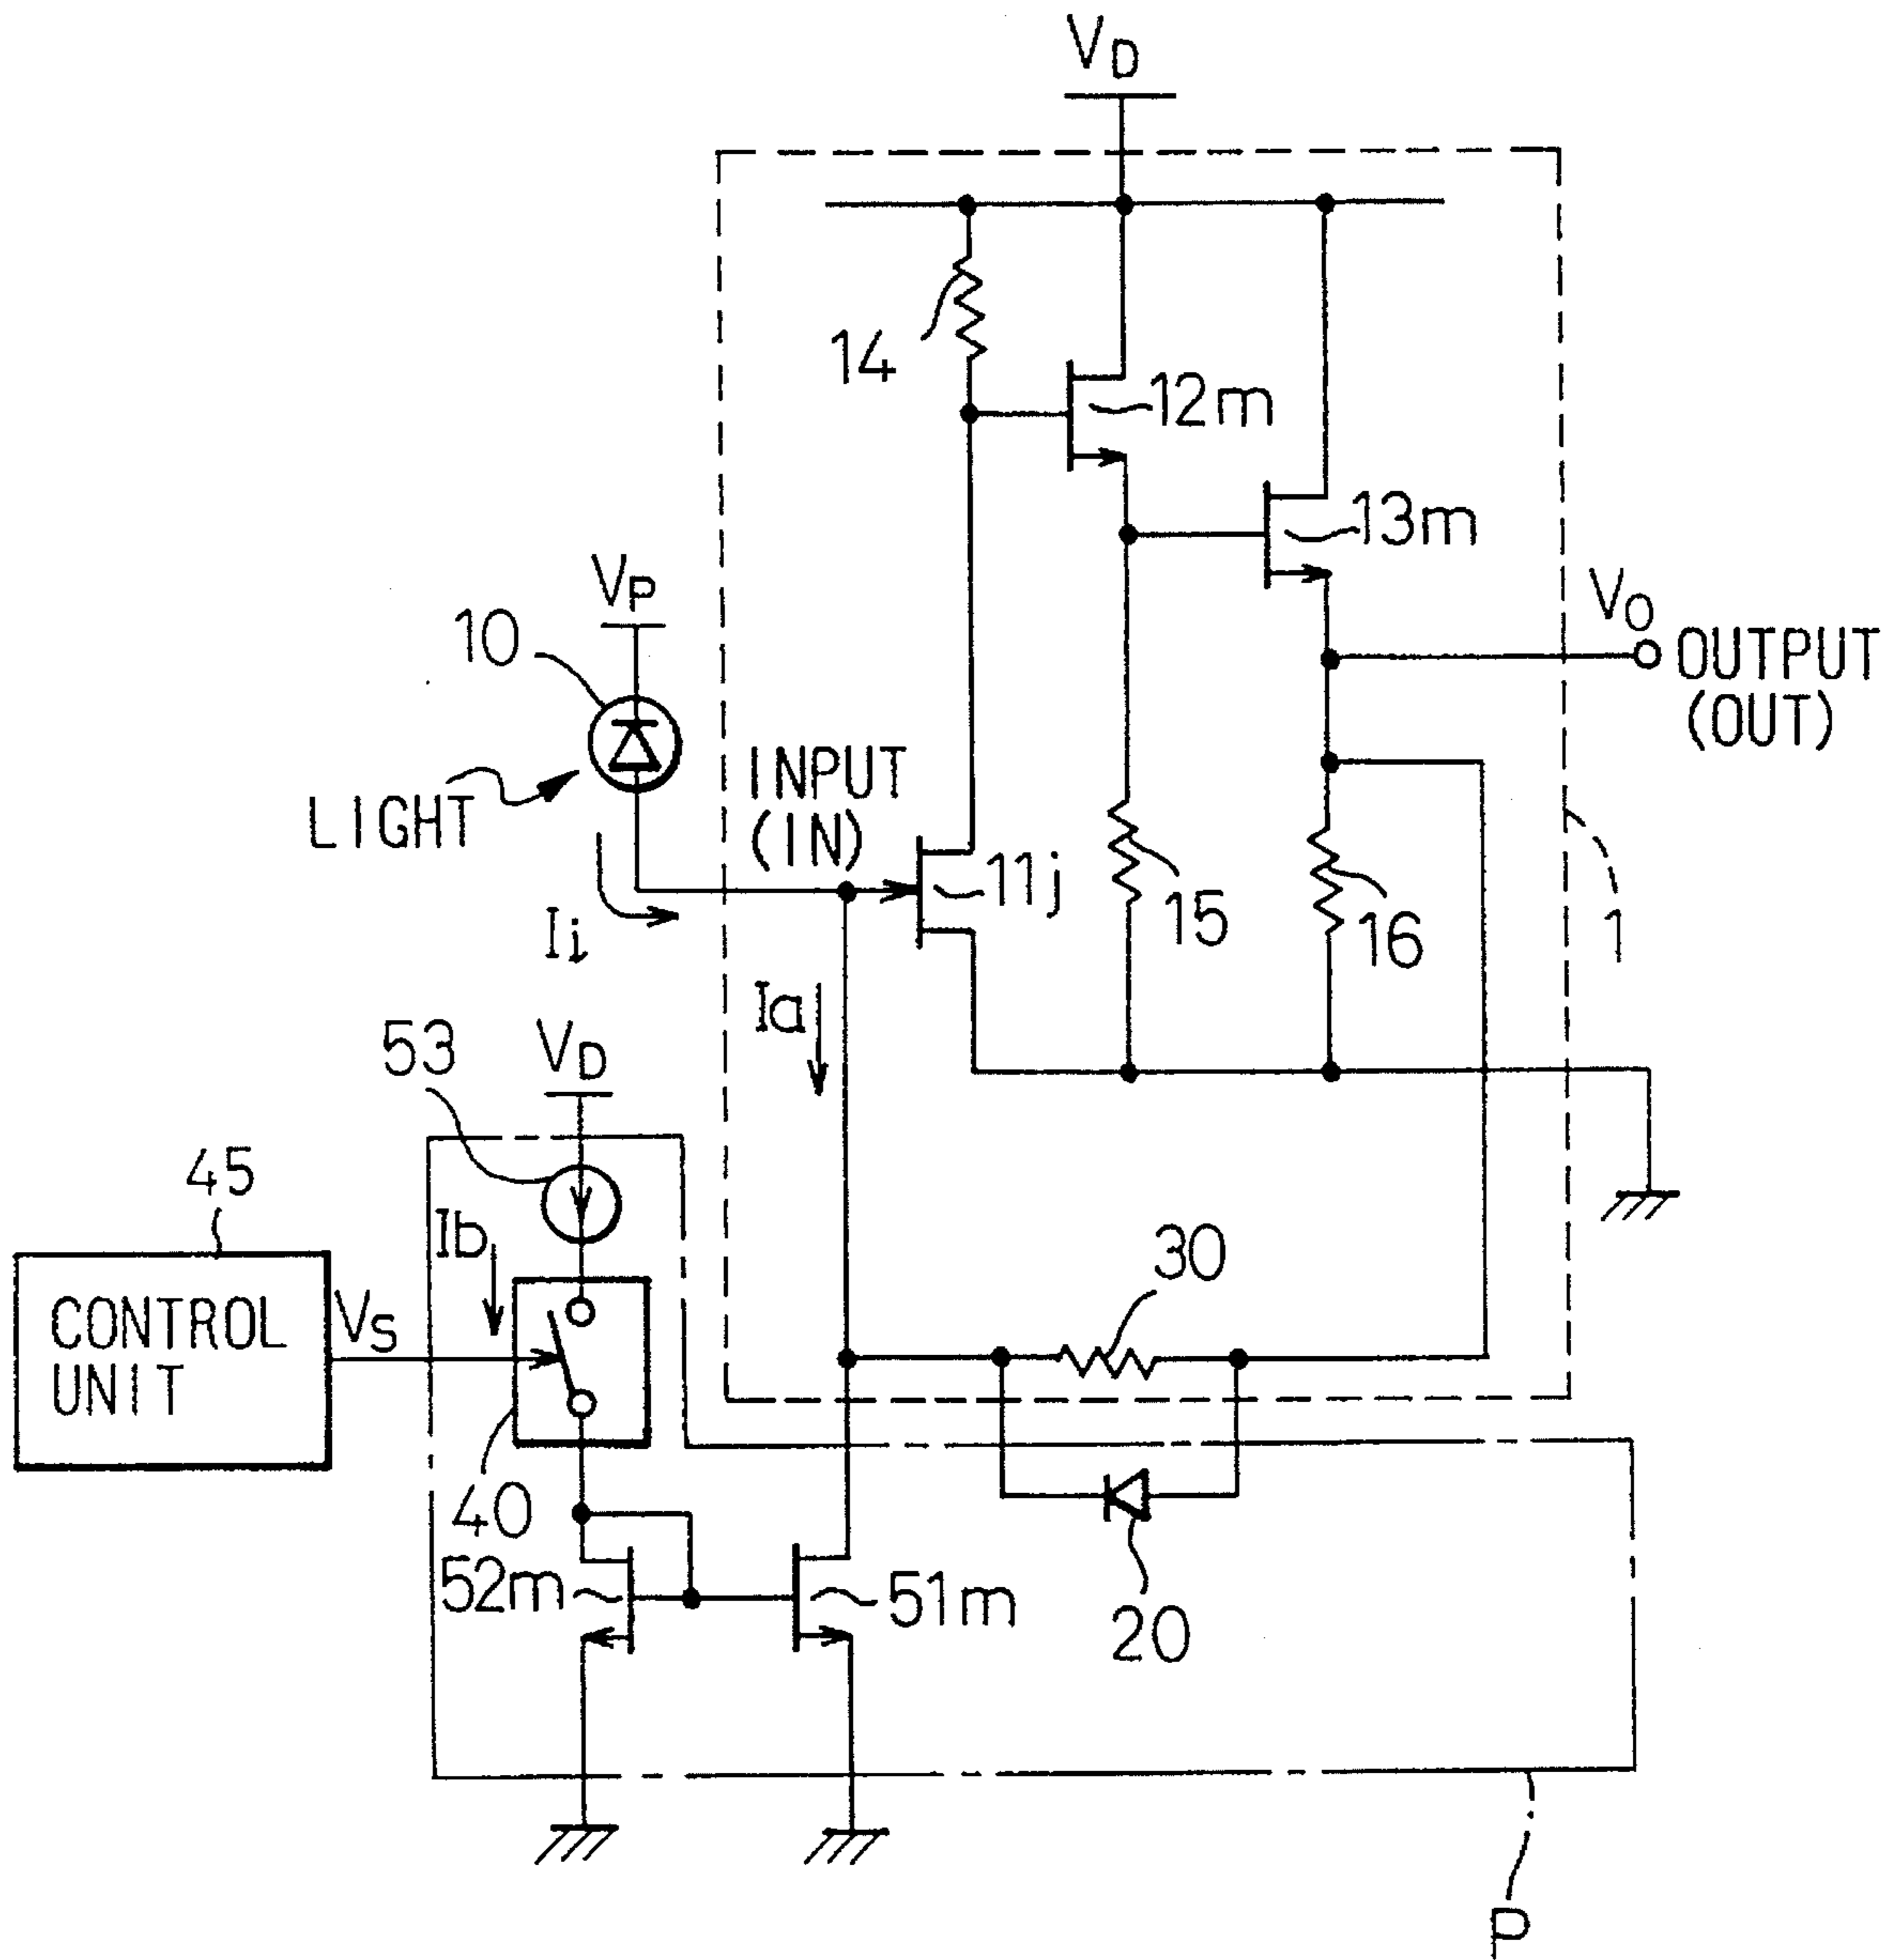 VD
14
12m
13m
VP
10
VO
OUTPUT
(OUT)
INPUT
(IN)
LIGHT
11j
15
16
1
Ii
Ia
53
VD
45
Ib
30
CONTROL
UNIT
VS
40
52m
51m
20
P